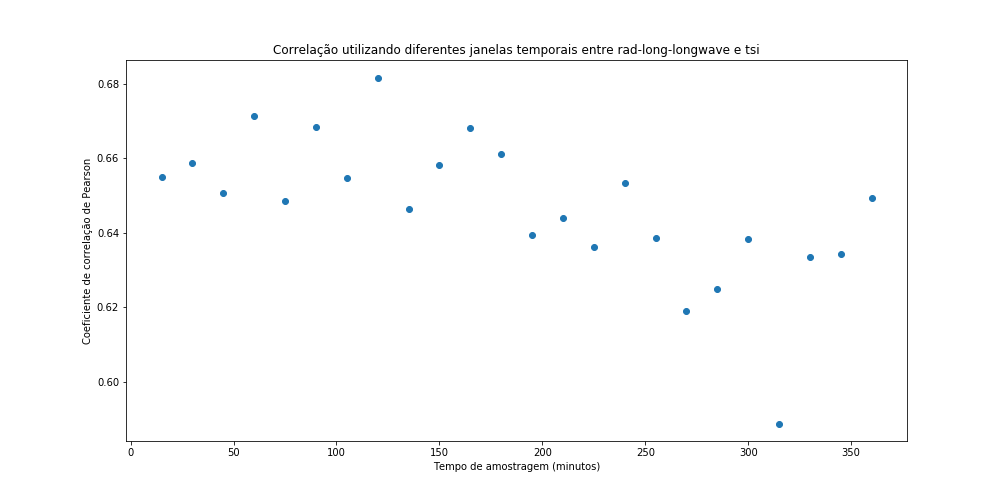 Correlação utilizando diferentes janelas temporais entre rad-long-longwave e tsi
Coeficiente de correlação de Pearson
0.68
0.66
0.64
0.62
0.60
0 50 100 150 200 250 300 350
Tempo de amostragem (minutos)